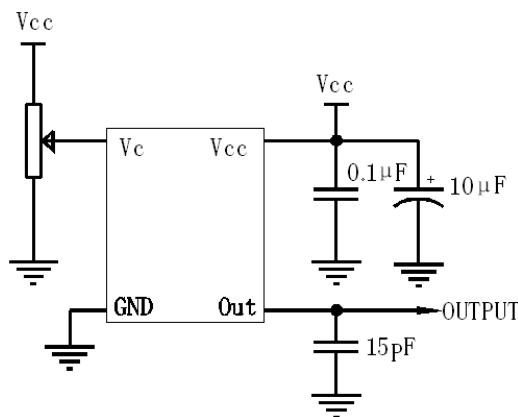 Vcc
Vcc
Vc Vcc
0.1μF
+
10μF
GND Out
OUTPUT
15pF